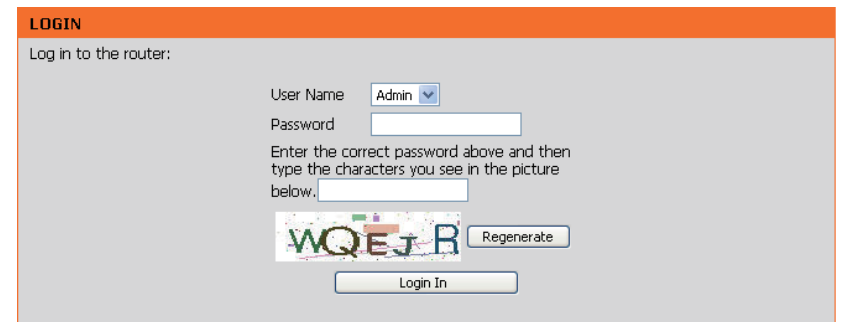 LOGIN
Log in to the router:
User Name Admin
Password
Enter the correct password above and then
type the characters you see in the picture
below.
WQEJR Regenerate
Login In